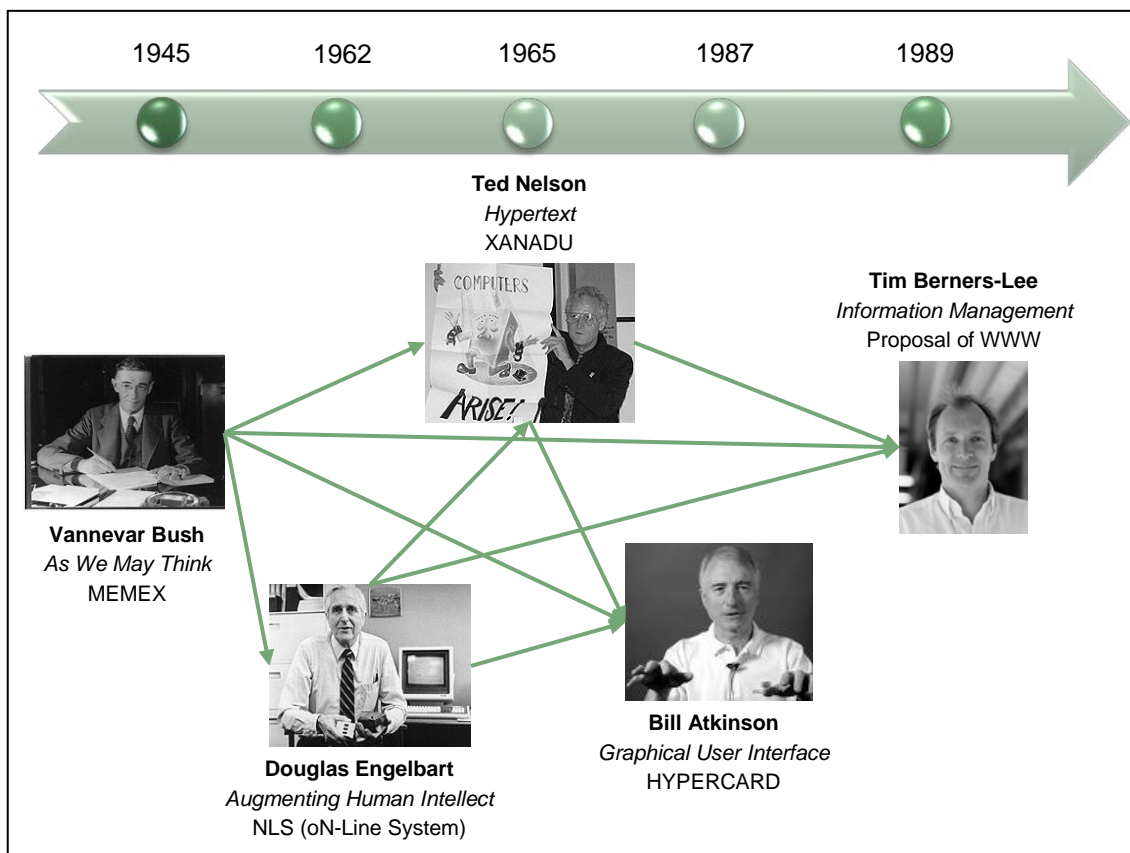 1945
1962
1965
1987
1989
Ted Nelson
Hypertext
XANADU
COMPUTERS
ARISE!
Tim Berners-Lee
Information Management
Proposal of WWW
Vannevar Bush
As We May Think
MEMEX
Douglas Engelbart
Augmenting Human Intellect
NLS (oN-Line System)
Bill Atkinson
Graphical User Interface
HYPERCARD